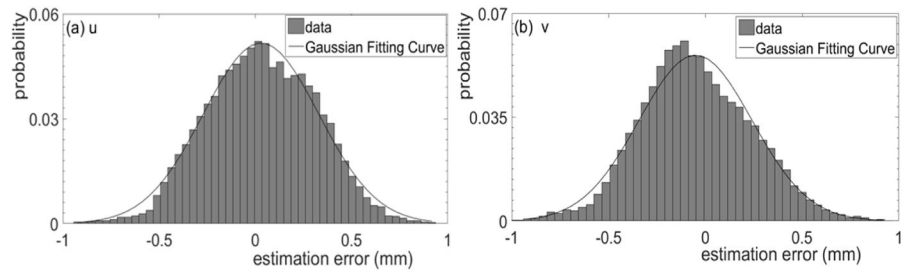 (a) u
data
Gaussian Fitting Curve
probability
0.06
0.03
0
-1
-0.5
0
0.5
1
estimation error (mm)
(b) v
data
Gaussian Fitting Curve
probability
0.07
0.035
0
-1
-0.5
0
0.5
1
estimation error (mm)